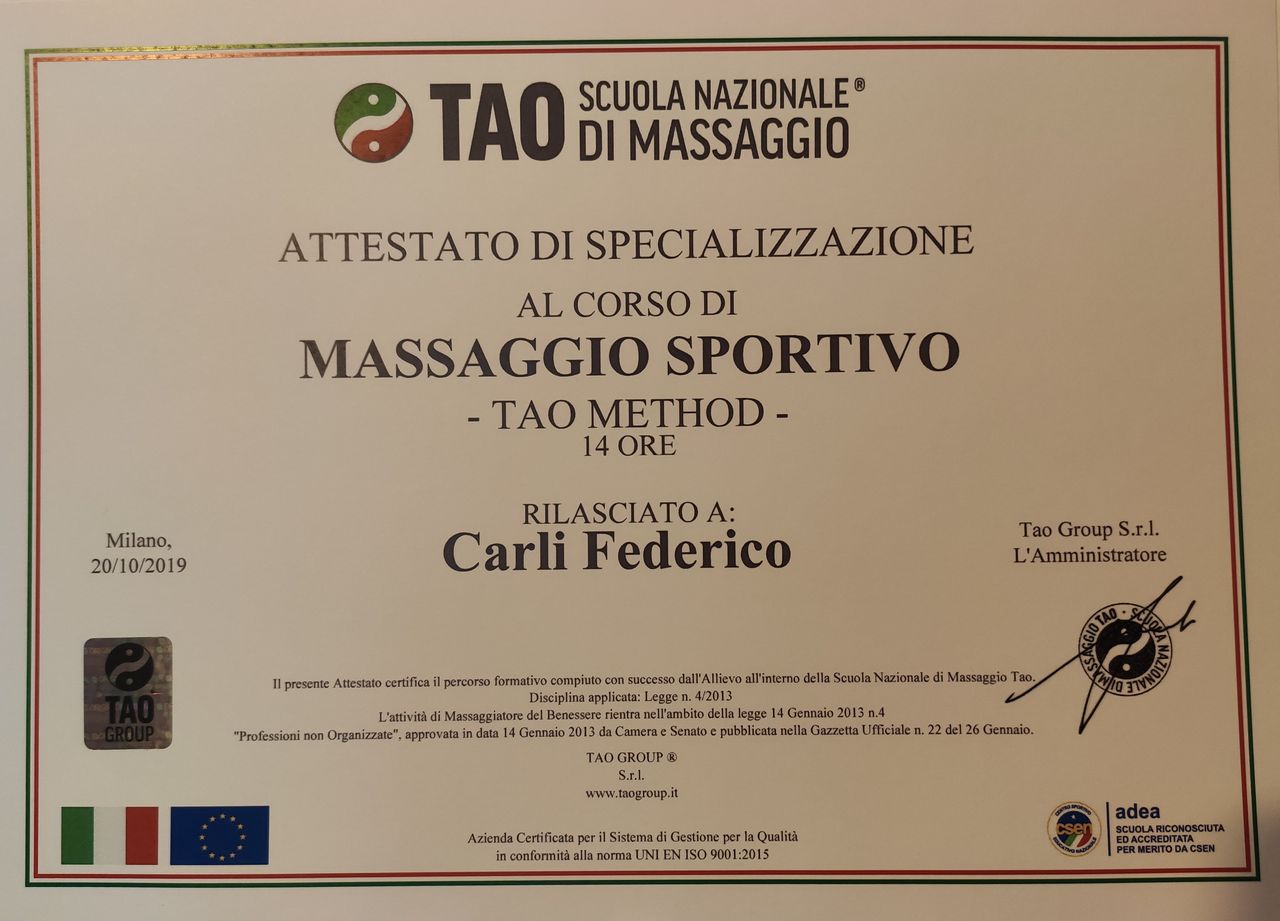 TAO SCUOLA NAZIONALE®
DI MASSAGGIO
ATTESTATO DI SPECIALIZZAZIONE
AL CORSO DI
MASSAGGIO SPORTIVO
- TAO METHOD -
14 ORE
RILASCIATO A:
Carli Federico
Milano,
20/10/2019
Tao Group S.r.l.
L'Amministratore
SCUOLA NAZIONALE DI MASSAGGIO TAO ·
TAO
GROUP
Il presente Attestato certifica il percorso formativo compiuto con successo dall'Allievo all'interno della Scuola Nazionale di Massaggio Tao.
Disciplina applicata: Legge n. 4/2013
L'attività di Massaggiatore del Benessere rientra nell'ambito della legge 14 Gennaio 2013 n.4
"Professioni non Organizzate", approvata in data 14 Gennaio 2013 da Camera e Senato e pubblicata nella Gazzetta Ufficiale n. 22 del 26 Gennaio.
TAO GROUP ®
S.r.l.
www.taogroup.it
Azienda Certificata per il Sistema di Gestione per la Qualità
in conformità alla norma UNI EN ISO 9001:2015
CENTRO SPORTIVO
csen
EDUCATIVO NAZIONALE
adea
SCUOLA RICONOSCIUTA
ED ACCREDITATA
PER MERITO DA CSEN